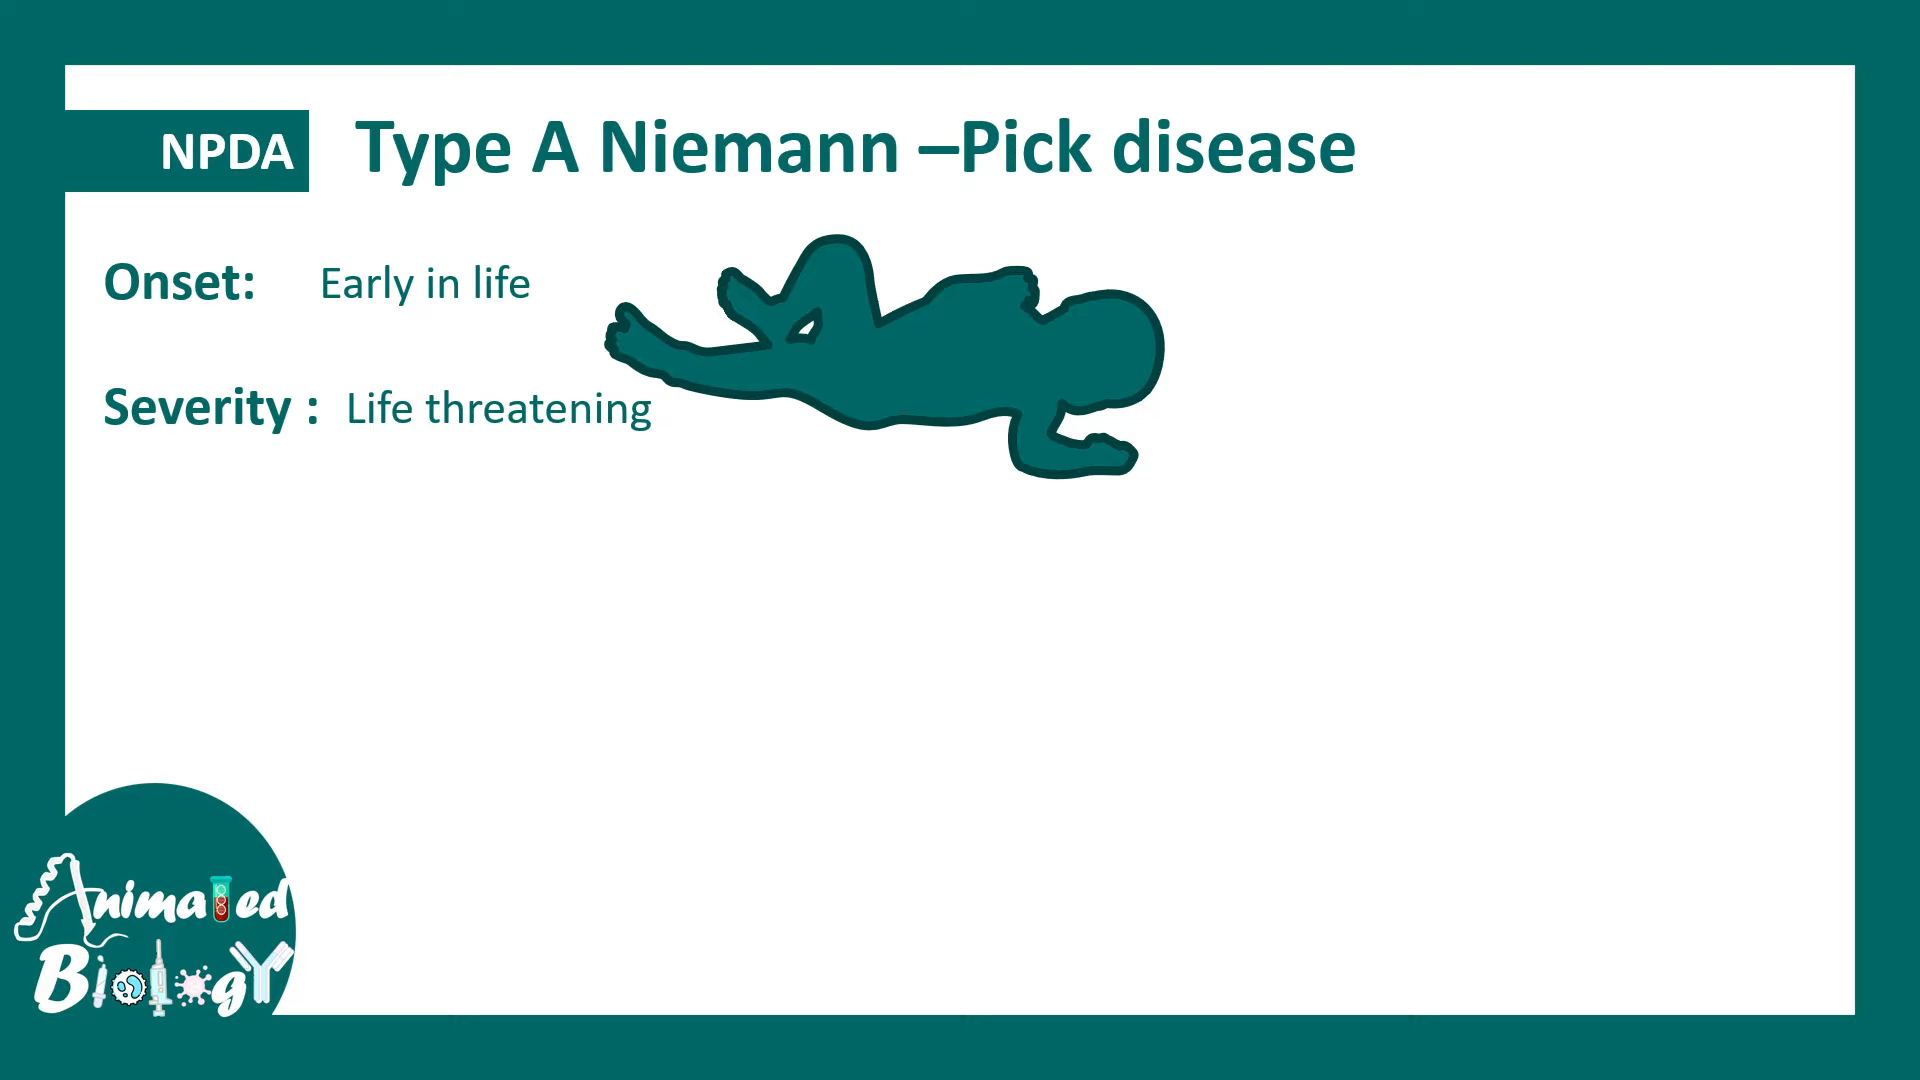 NPDA
Type A Niemann –Pick disease
Onset: Early in life
Severity : Life threatening
Animated
Biology